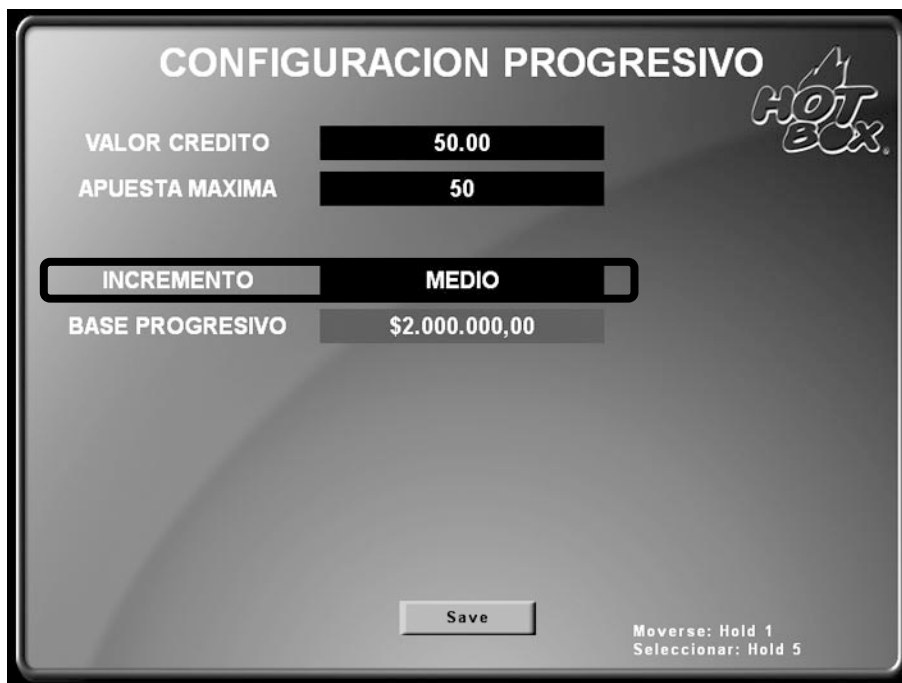 CONFIGURACION PROGRESIVO
HOT
BOX®
VALOR CREDITO 50.00
APUESTA MAXIMA 50
INCREMENTO MEDIO
BASE PROGRESIVO $2.000.000,00
Save
Moverse: Hold 1
Seleccionar: Hold 5